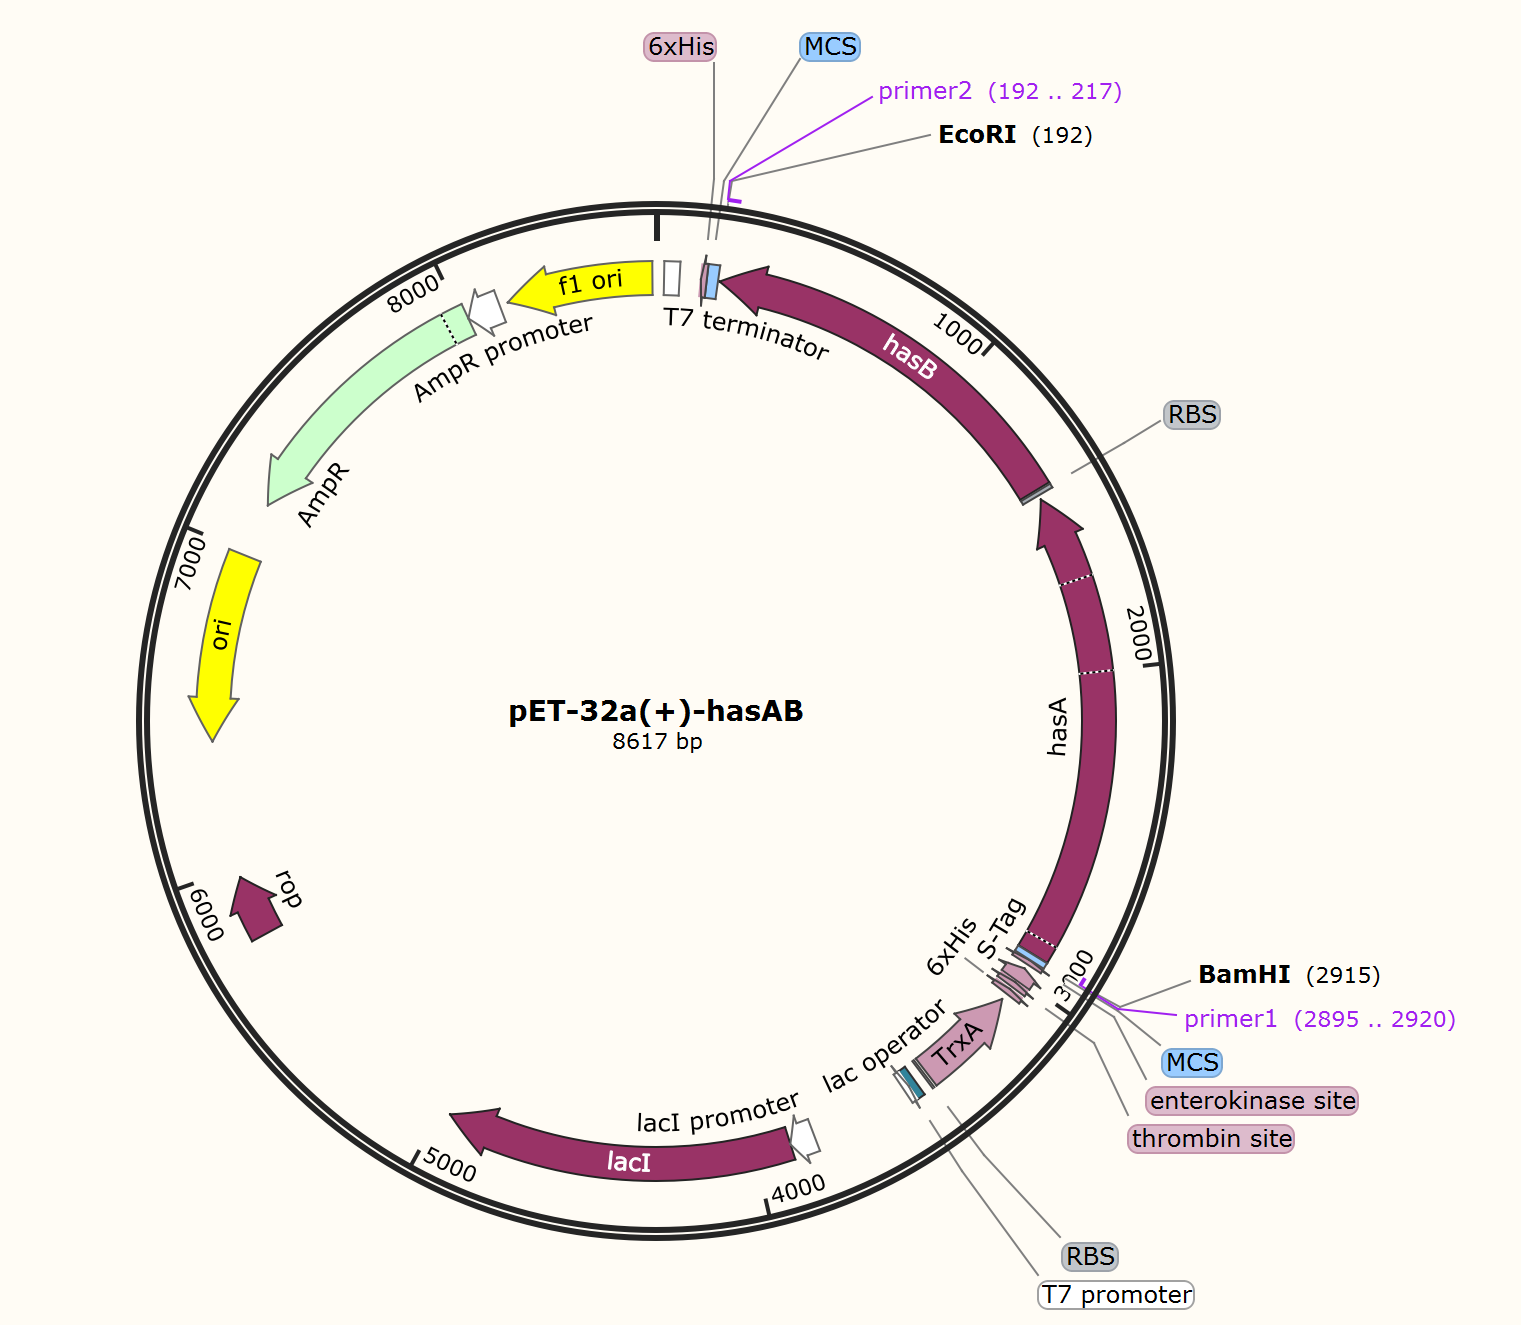 6xHis
MCS
primer2 (192 .. 217)
EcoRI (192)
8000
f1 ori
T7 terminator
AmpR promoter
hasB
1000
RBS
AmpR
7000
ori
2000
pET-32a(+)-hasAB
8617 bp
hasA
rop
6000
6xHis
S-Tag
3000
BamHI (2915)
primer1 (2895 .. 2920)
MCS
enterokinase site
thrombin site
lac operator
TrxA
lacI promoter
lacI
5000
4000
RBS
T7 promoter